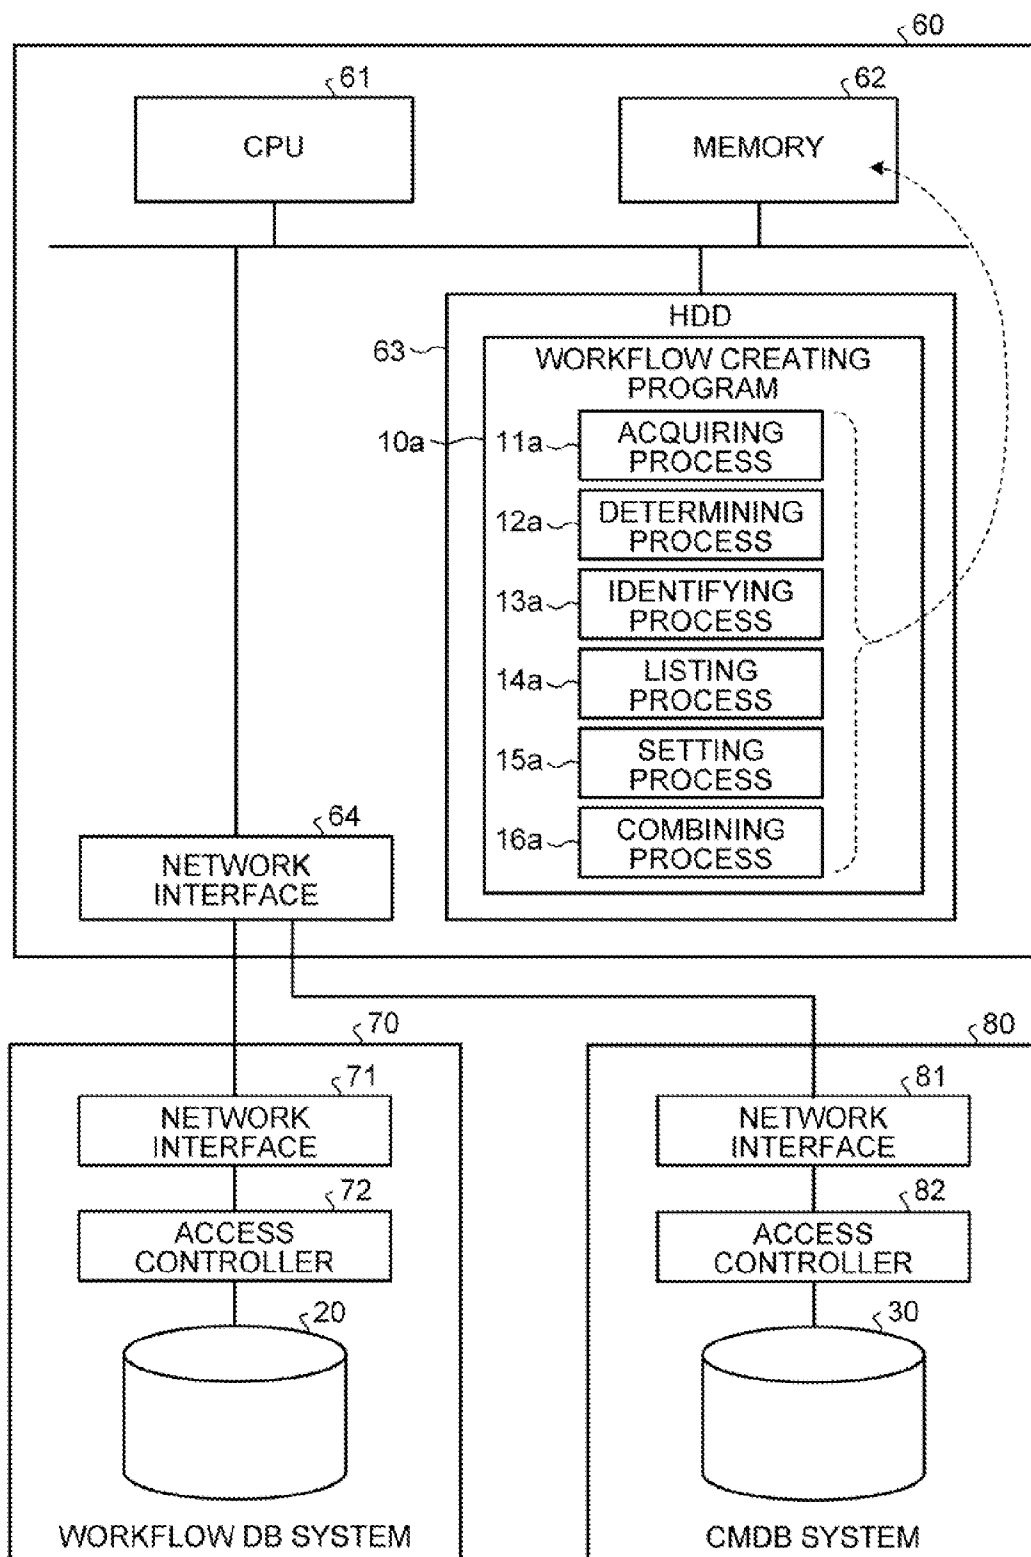 60
61
CPU
62
MEMORY
HDD
63
WORKFLOW CREATING
PROGRAM
10a
11a
ACQUIRING
PROCESS
12a
DETERMINING
PROCESS
13a
IDENTIFYING
PROCESS
14a
LISTING
PROCESS
15a
SETTING
PROCESS
16a
COMBINING
PROCESS
64
NETWORK
INTERFACE
70
71
NETWORK
INTERFACE
72
ACCESS
CONTROLLER
20
WORKFLOW DB SYSTEM
80
81
NETWORK
INTERFACE
82
ACCESS
CONTROLLER
30
CMDB SYSTEM